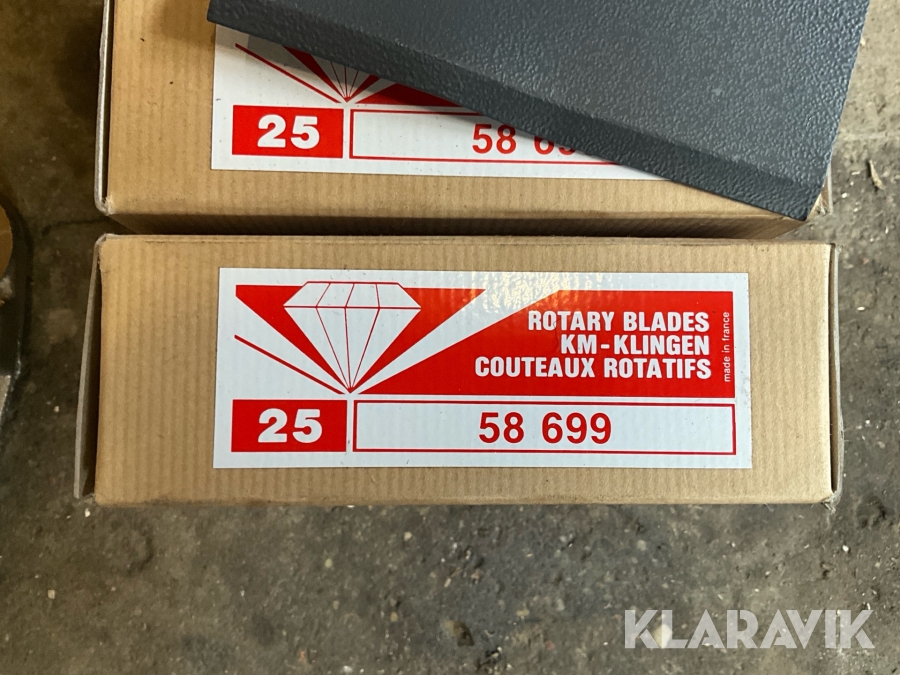 25
58 69
ROTARY BLADES
KM-KLINGEN
COUTEAUX ROTATIFS
made in france
25
58 699
KLARAVIK